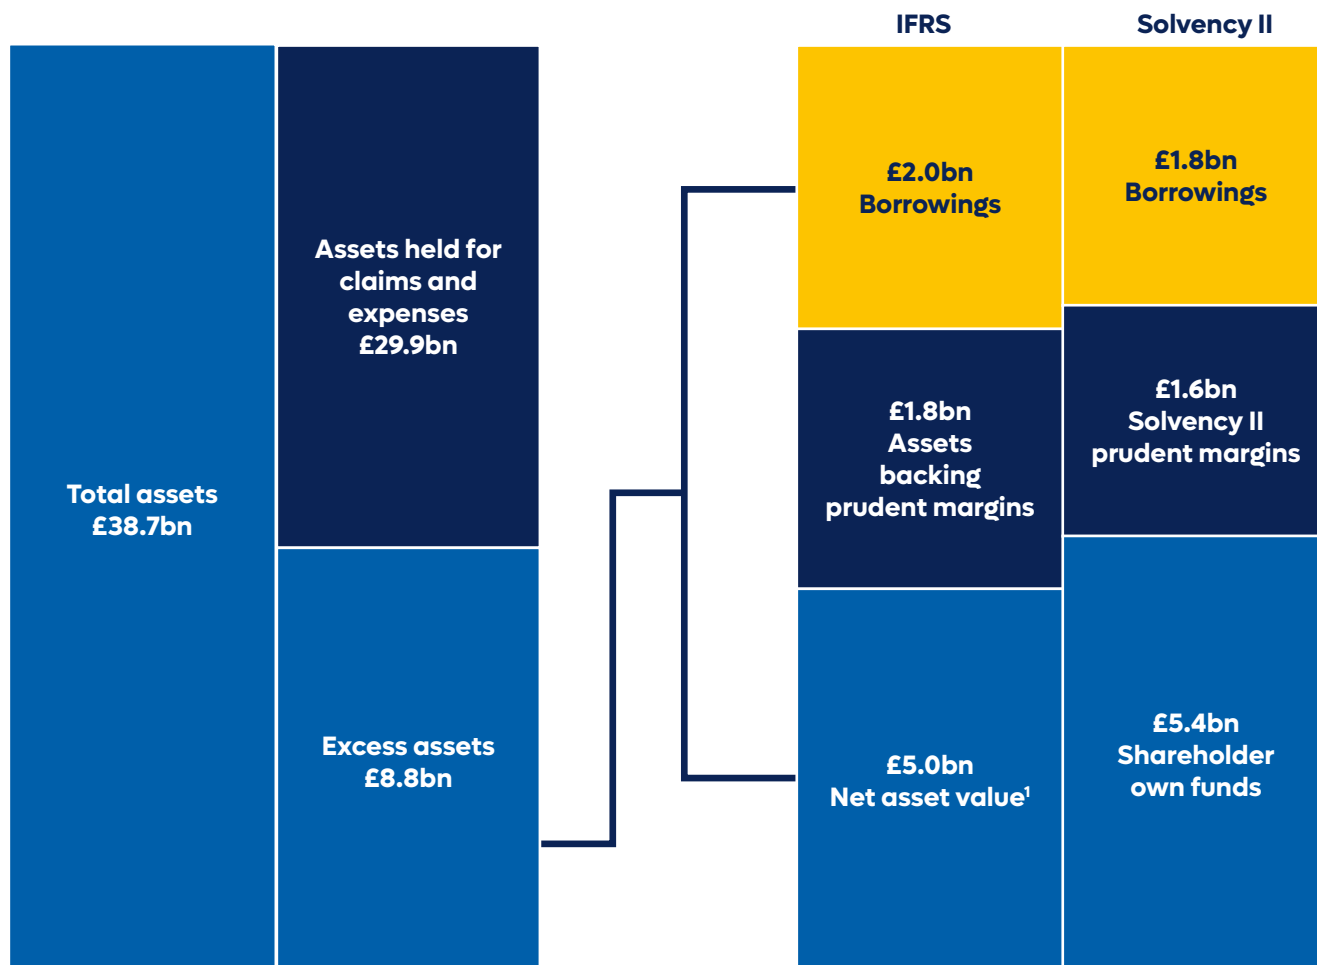 IFRS
Solvency II
Total assets
£38.7bn
Assets held for
claims and
expenses
£29.9bn
Excess assets
£8.8bn
£2.0bn
Borrowings
£1.8bn
Assets
backing
prudent margins
£5.0bn
Net asset value¹
£1.8bn
Borrowings
£1.6bn
Solvency II
prudent margins
£5.4bn
Shareholder
own funds